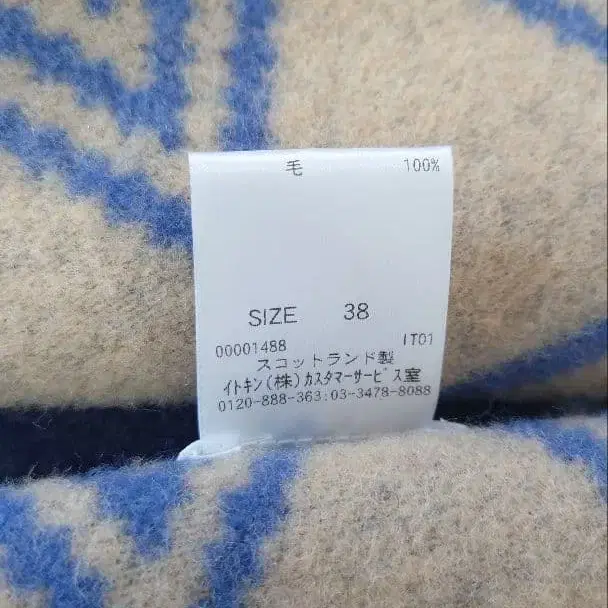 毛 100%
SIZE 38
00001488 IT01
スコットランド製
イトキン(株)カスタマーサービス室
0120-888-363:03-3478-8088